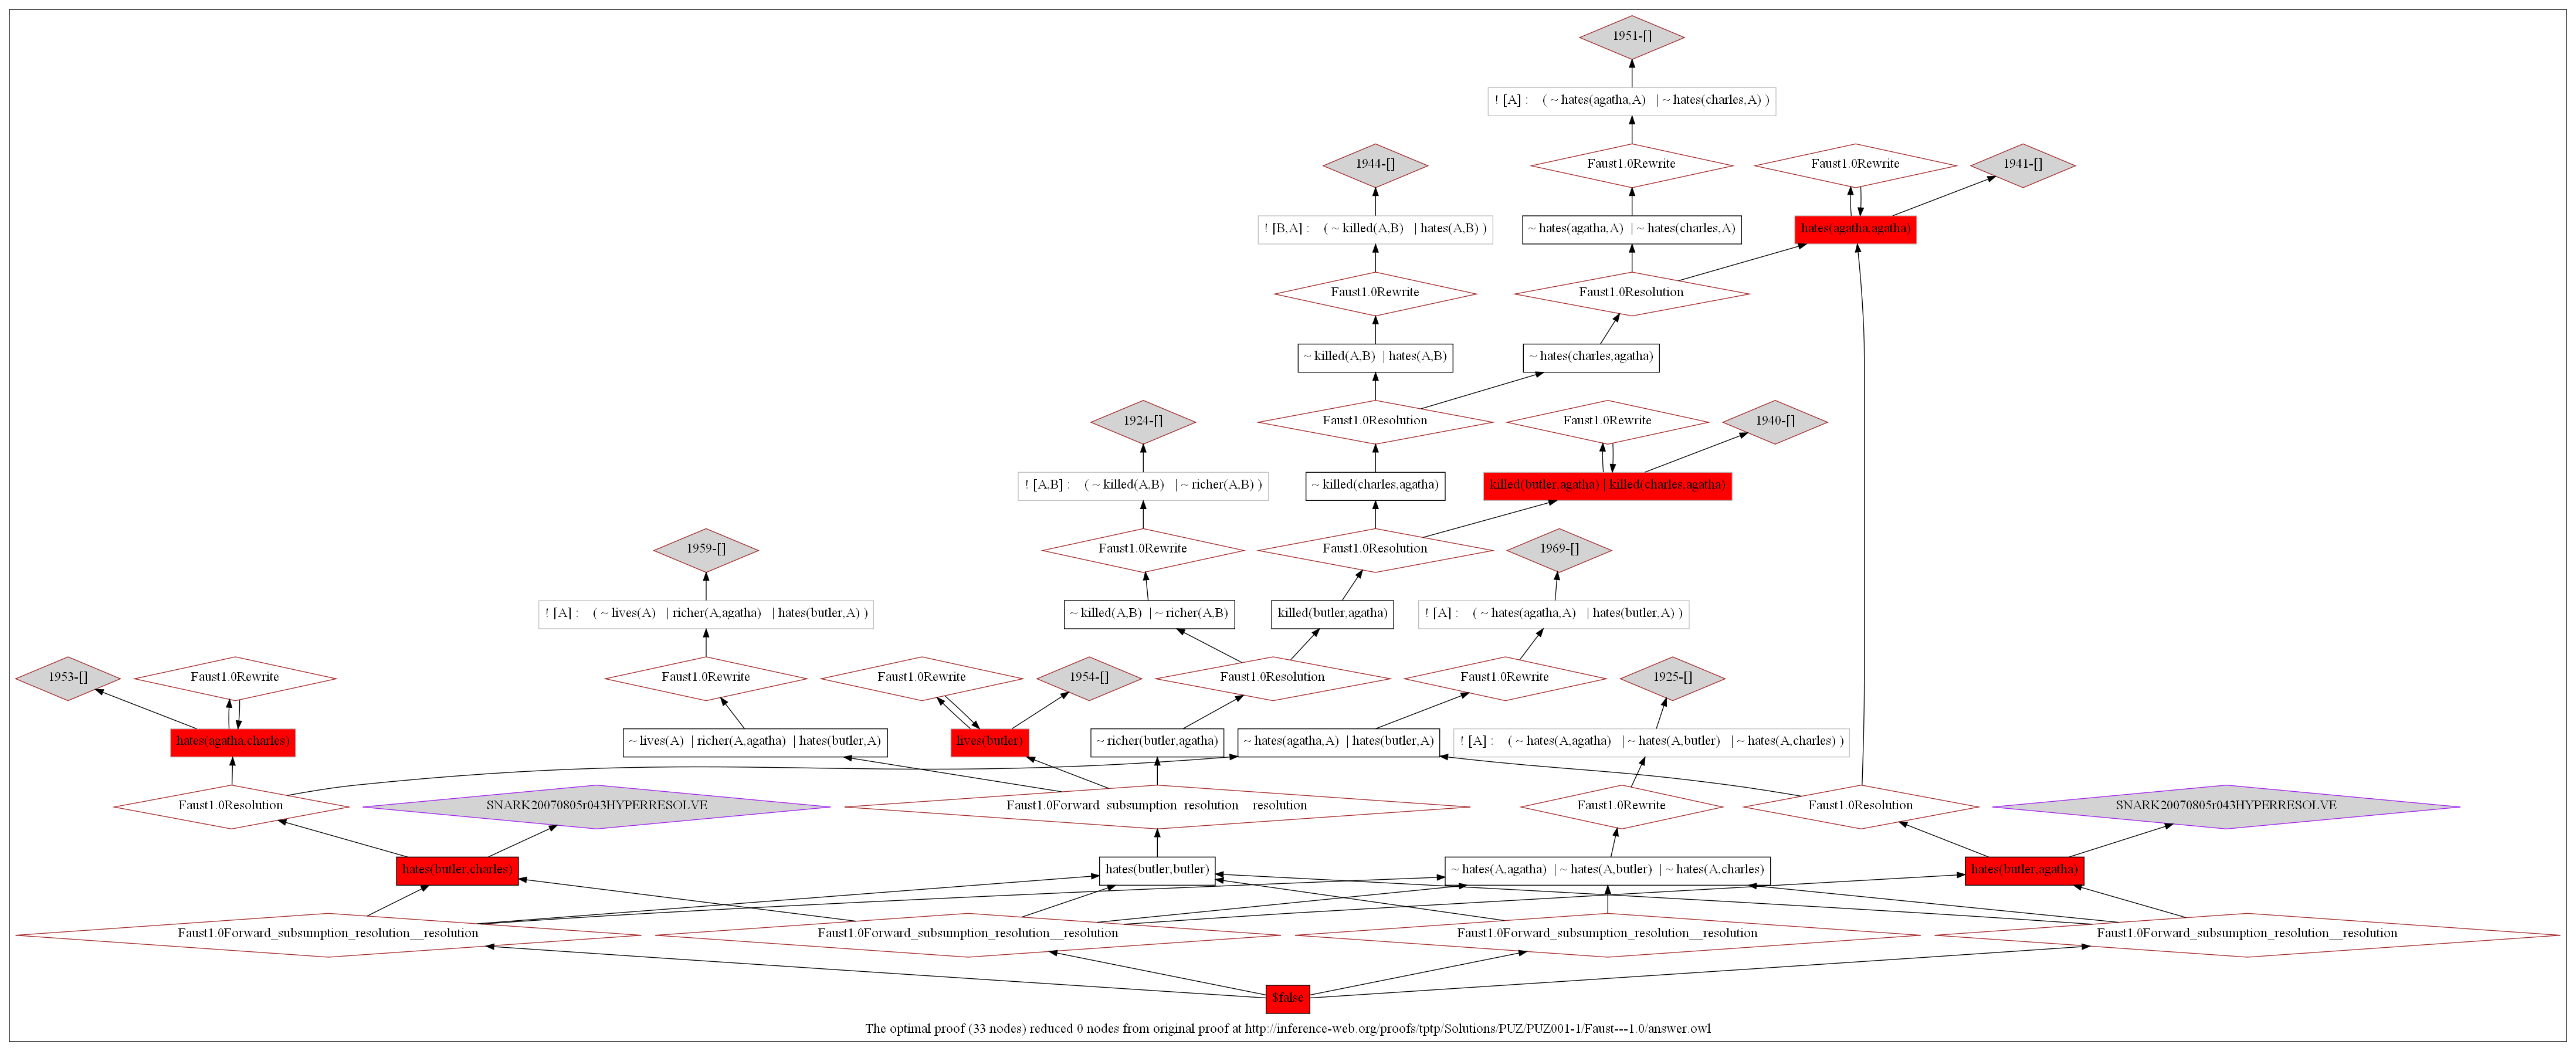 1951-[]
! [A] : ( ~ hates(agatha,A) | ~ hates(charles,A) )
1944-[]
Faust1.0Rewrite
Faust1.0Rewrite
1941-[]
! [B,A] : ( ~ killed(A,B) | hates(A,B) )
~ hates(agatha,A) | ~ hates(charles,A)
hates(agatha,agatha)
Faust1.0Rewrite
Faust1.0Resolution
~ killed(A,B) | hates(A,B)
~ hates(charles,agatha)
1924-[]
Faust1.0Resolution
Faust1.0Rewrite
1940-[]
! [A,B] : ( ~ killed(A,B) | ~ richer(A,B) )
~ killed(charles,agatha)
killed(butler,agatha) | killed(charles,agatha)
1959-[]
Faust1.0Rewrite
Faust1.0Resolution
1969-[]
! [A] : ( ~ lives(A) | richer(A,agatha) | hates(butler,A) )
~ killed(A,B) | ~ richer(A,B)
killed(butler,agatha)
! [A] : ( ~ hates(agatha,A) | hates(butler,A) )
1953-[]
Faust1.0Rewrite
Faust1.0Rewrite
Faust1.0Rewrite
1954-[]
Faust1.0Resolution
Faust1.0Rewrite
1925-[]
hates(agatha,charles)
~ lives(A) | richer(A,agatha) | hates(butler,A)
lives(butler)
~ richer(butler,agatha)
~ hates(agatha,A) | hates(butler,A)
! [A] : ( ~ hates(A,agatha) | ~ hates(A,butler) | ~ hates(A,charles) )
Faust1.0Resolution
SNARK20070805r043HYPERRESOLVE
Faust1.0Forward_subsumption_resolution__resolution
Faust1.0Rewrite
Faust1.0Resolution
SNARK20070805r043HYPERRESOLVE
hates(butler,charles)
hates(butler,butler)
~ hates(A,agatha) | ~ hates(A,butler) | ~ hates(A,charles)
hates(butler,agatha)
Faust1.0Forward_subsumption_resolution__resolution
Faust1.0Forward_subsumption_resolution__resolution
Faust1.0Forward_subsumption_resolution__resolution
Faust1.0Forward_subsumption_resolution__resolution
$false
The optimal proof (33 nodes) reduced 0 nodes from original proof at http://inference-web.org/proofs/tptp/Solutions/PUZ/PUZ001-1/Faust---1.0/answer.owl